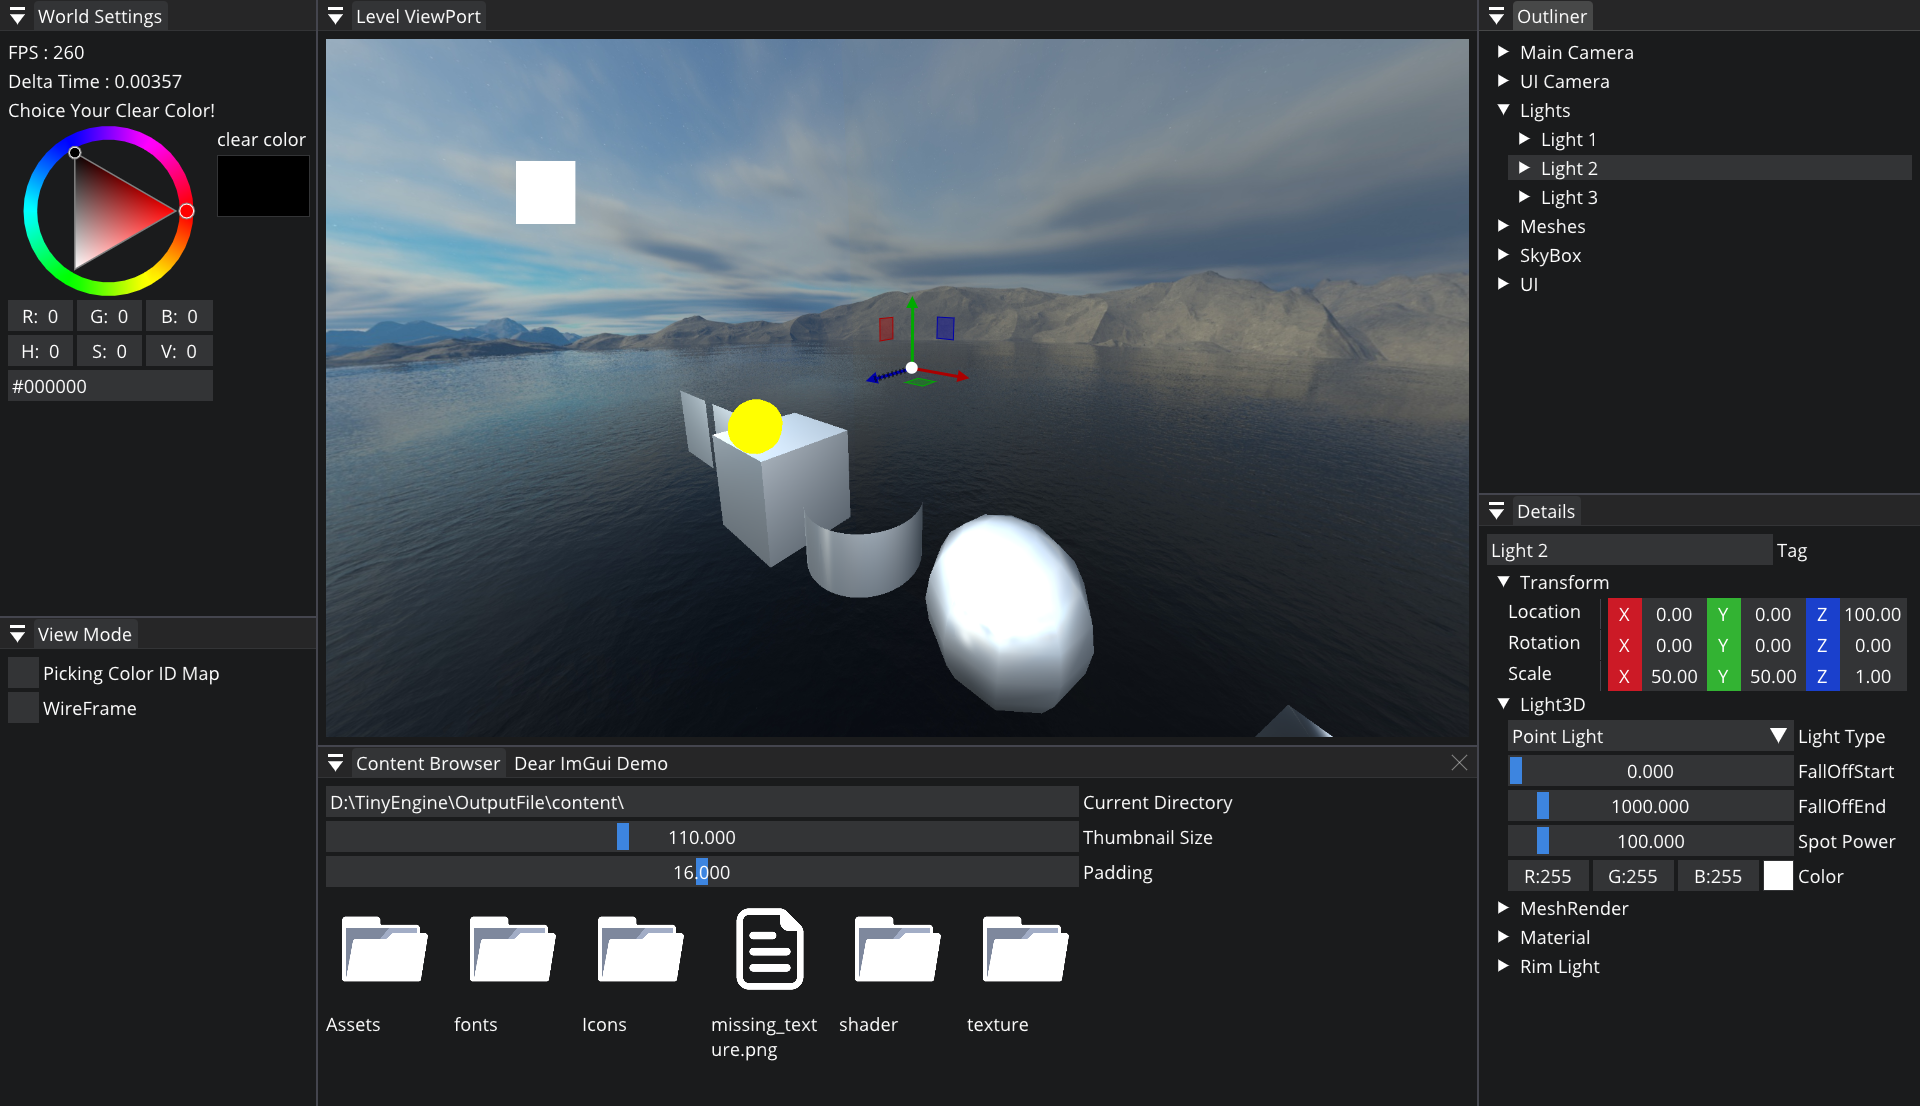 World Settings
FPS : 260
Delta Time : 0.00357
Choice Your Clear Color!
clear color
R: 0 G: 0 B: 0
H: 0 S: 0 V: 0
#000000
View Mode
Picking Color ID Map
WireFrame
Level ViewPort
Content Browser Dear ImGui Demo
D:\TinyEngine\OutputFile\content\ Current Directory
110.000 Thumbnail Size
16.000 Padding
Assets
fonts
Icons
missing_text
ure.png
shader
texture
Outliner
Main Camera
UI Camera
Lights
Light 1
Light 2
Light 3
Meshes
SkyBox
UI
Details
Light 2 Tag
Transform
Location X 0.00 Y 0.00 Z 100.00
Rotation X 0.00 Y 0.00 Z 0.00
Scale X 50.00 Y 50.00 Z 1.00
Light3D
Point Light Light Type
0.000 FallOffStart
1000.000 FallOffEnd
100.000 Spot Power
R:255 G:255 B:255 Color
MeshRender
Material
Rim Light